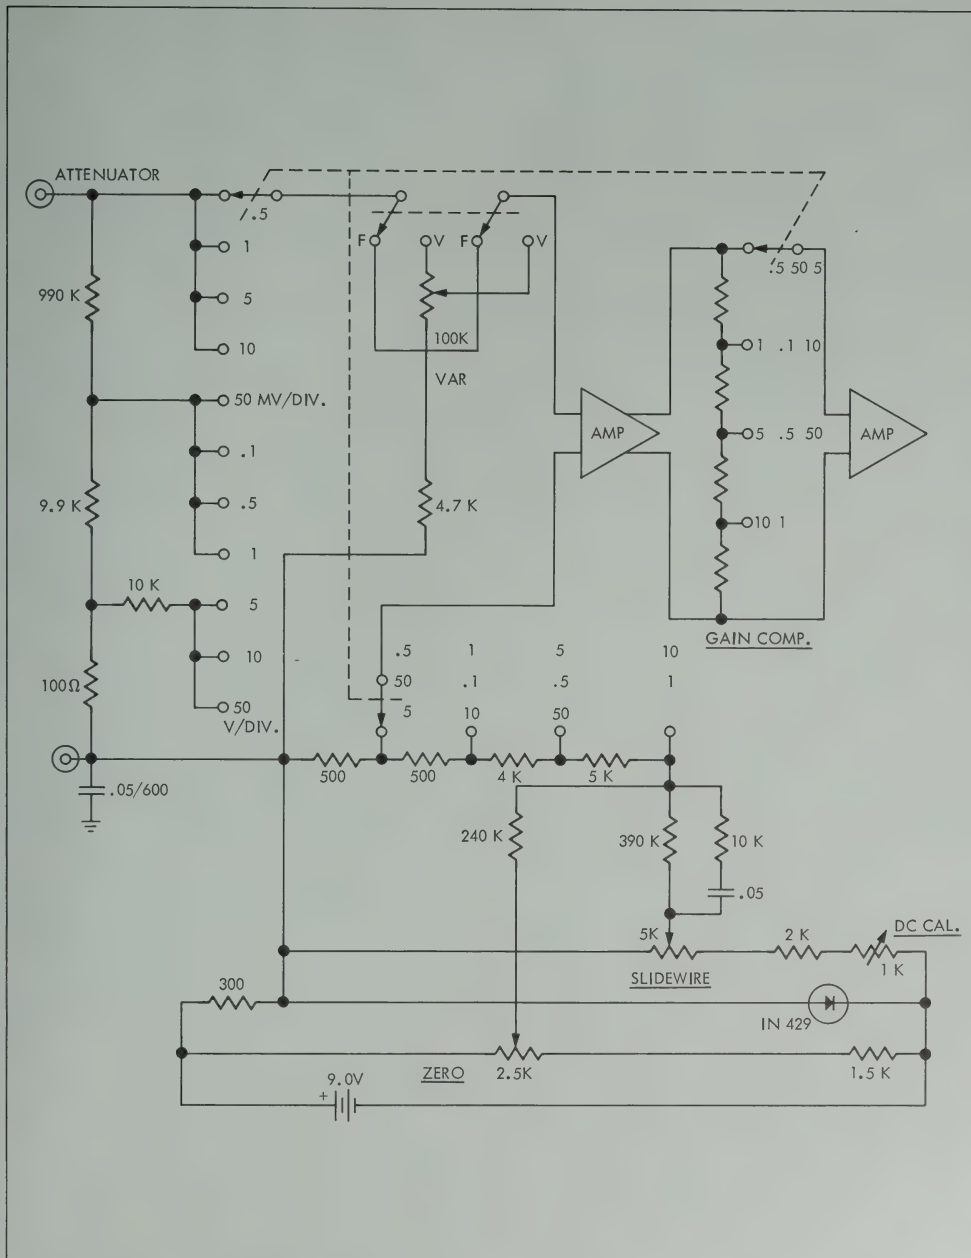 ATTENUATOR
.5
1
5
10
50 MV/DIV.
.1
.5
1
5
10
50
V/DIV.
990 K
9.9 K
10 K
100Ω
.05/600
F
V
F
V
100K
VAR
4.7 K
AMP
.5 50 5
1 .1 10
5 .5 50
10 1
AMP
GAIN COMP.
.5 1 5 10
50 .1 .5 1
5 10 50
500
500
4 K
5 K
240 K
390 K
10 K
.05
5K
SLIDEWIRE
2 K
DC CAL.
1 K
300
IN 429
ZERO
2.5K
1.5 K
9.0V
+